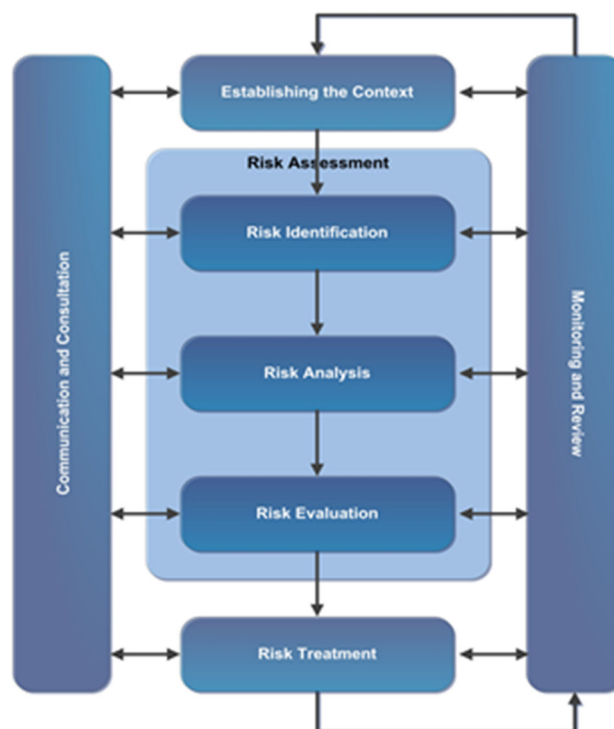 Establishing the Context
Risk Assessment
Risk Identification
Risk Analysis
Risk Evaluation
Risk Treatment
Communication and Consultation
Monitoring and Review